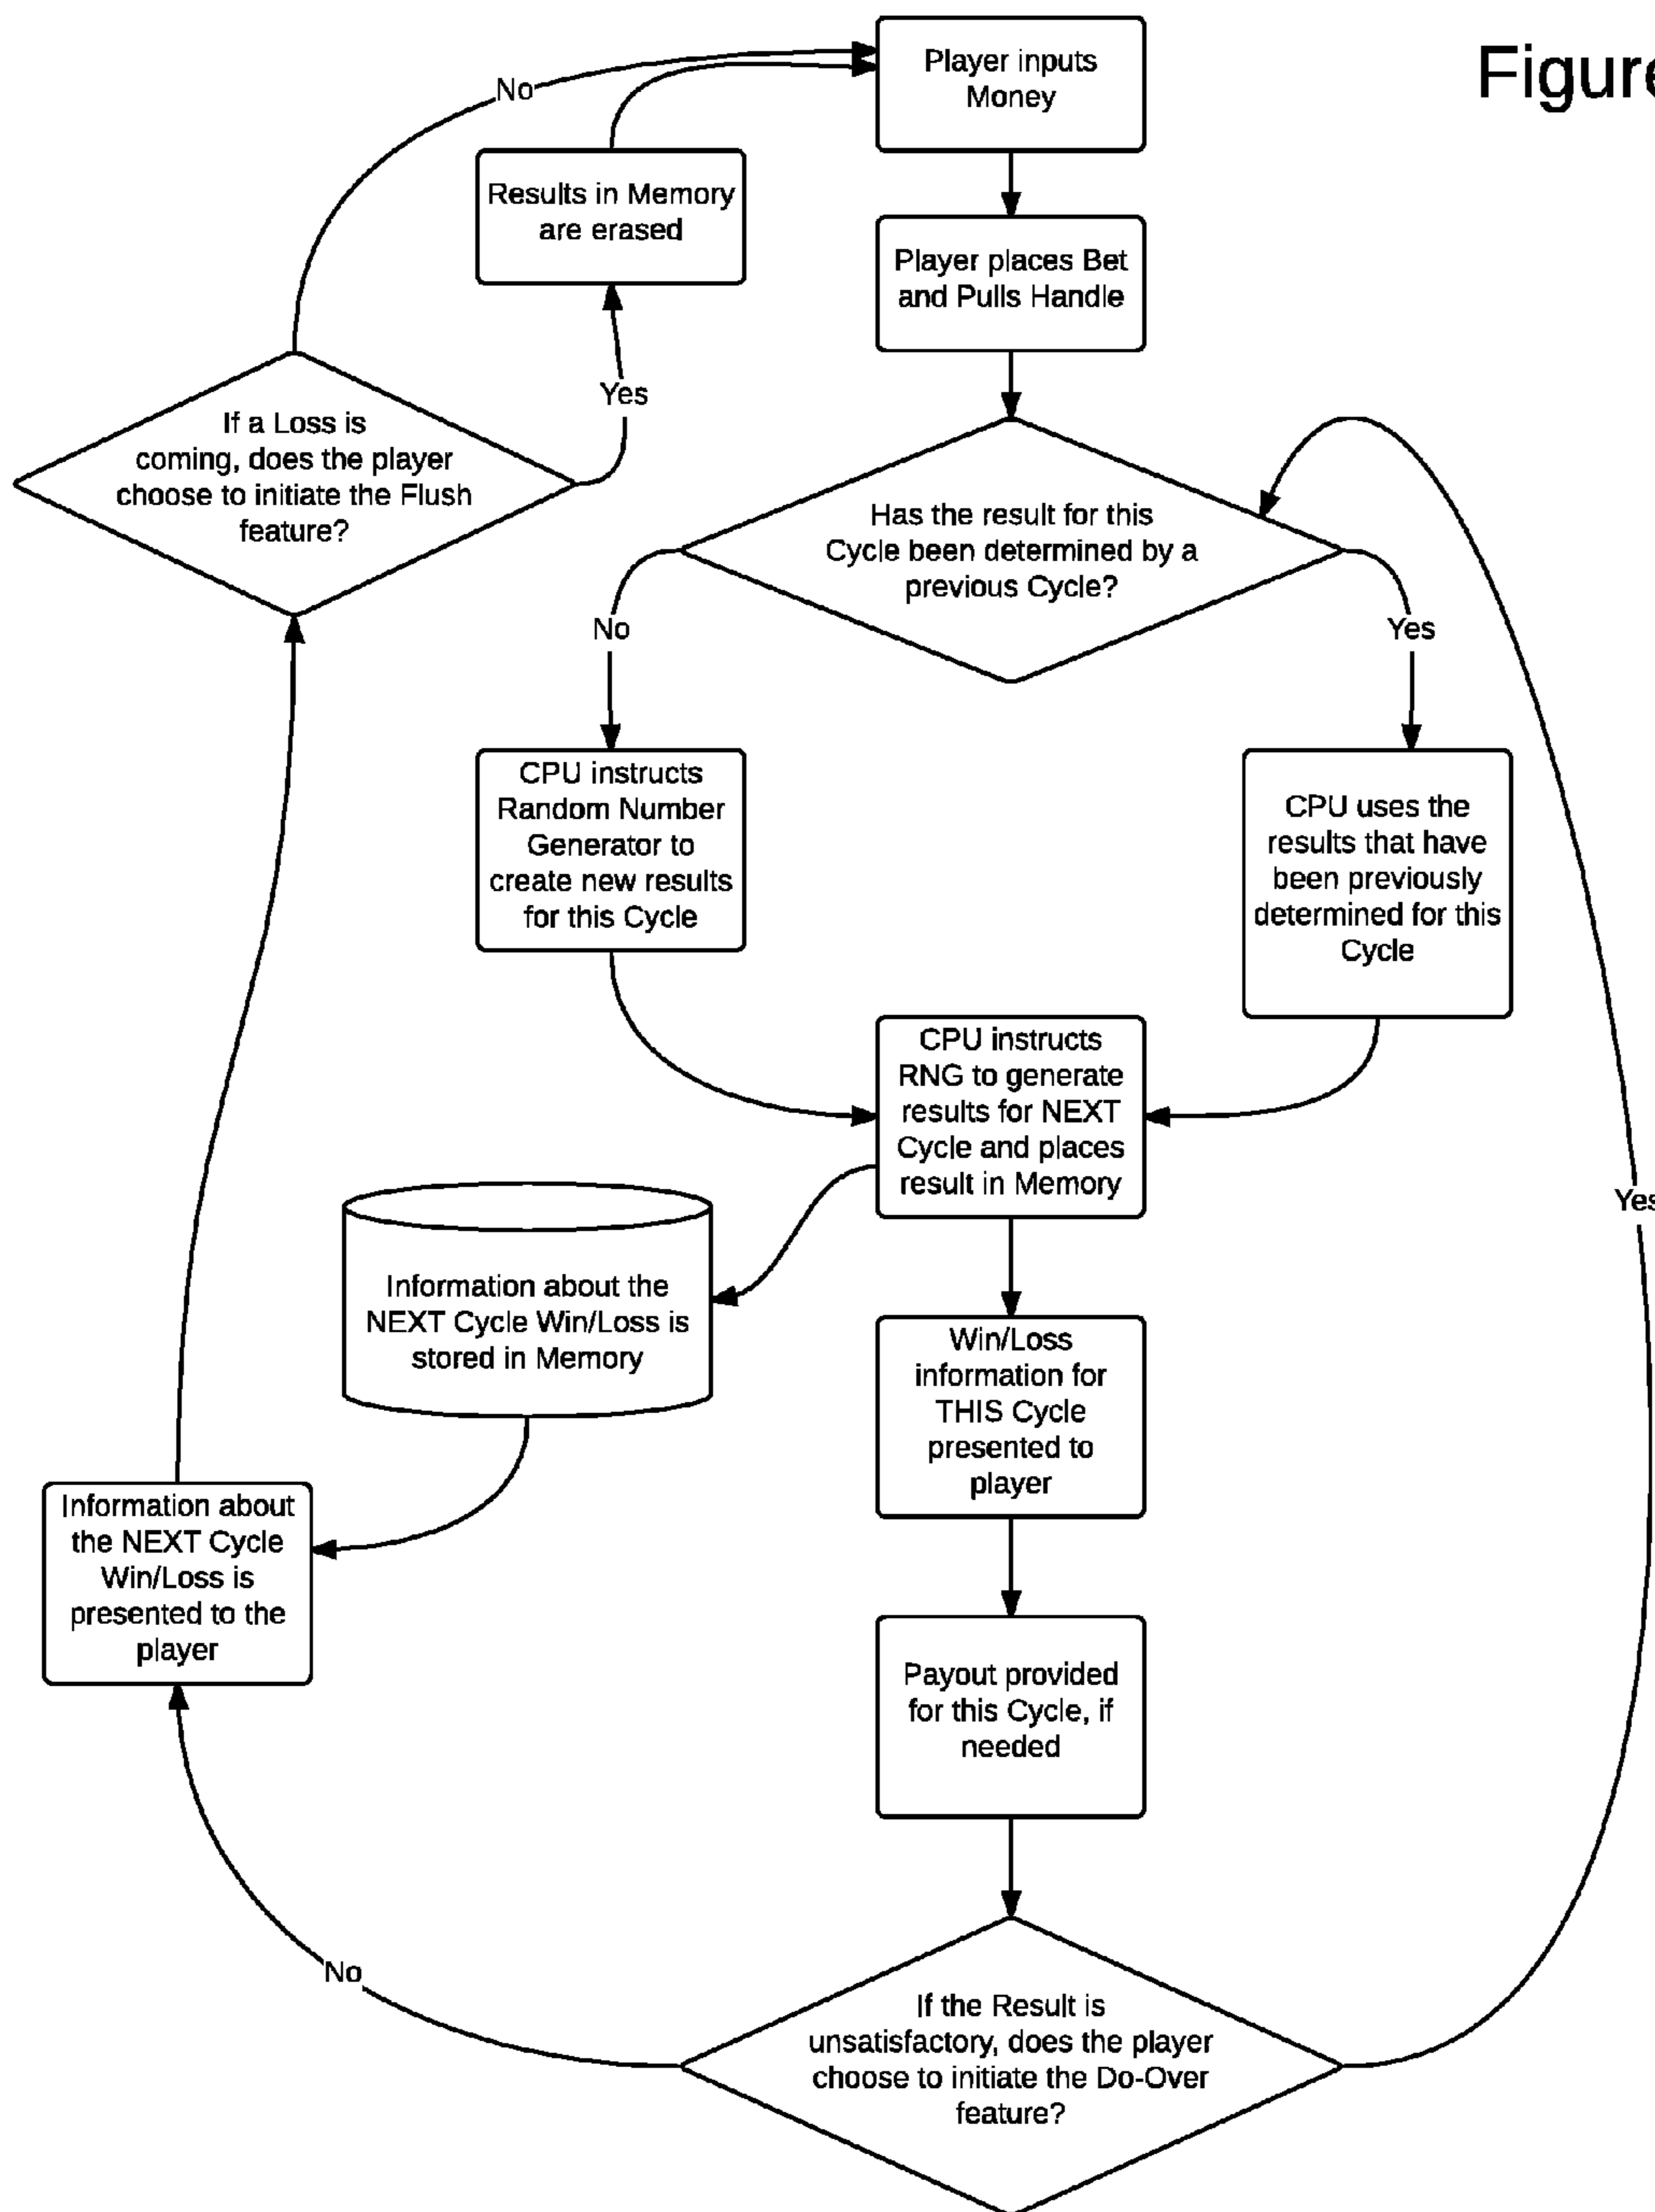 Figure
Player inputs
Money
No
Results in Memory
are erased
Player places Bet
and Pulls Handle
Yes
If a Loss is
coming, does the player
choose to initiate the Flush
feature?
Has the result for this
Cycle been determined by a
previous Cycle?
No
Yes
CPU instructs
Random Number
Generator to
create new results
for this Cycle
CPU uses the
results that have
been previously
determined for this
Cycle
CPU instructs
RNG to generate
results for NEXT
Cycle and places
result in Memory
Yes
Information about the
NEXT Cycle Win/Loss is
stored in Memory
Win/Loss
information for
THIS Cycle
presented to
player
Information about
the NEXT Cycle
Win/Loss is
presented to the
player
Payout provided
for this Cycle, if
needed
No
If the Result is
unsatisfactory, does the player
choose to initiate the Do-Over
feature?